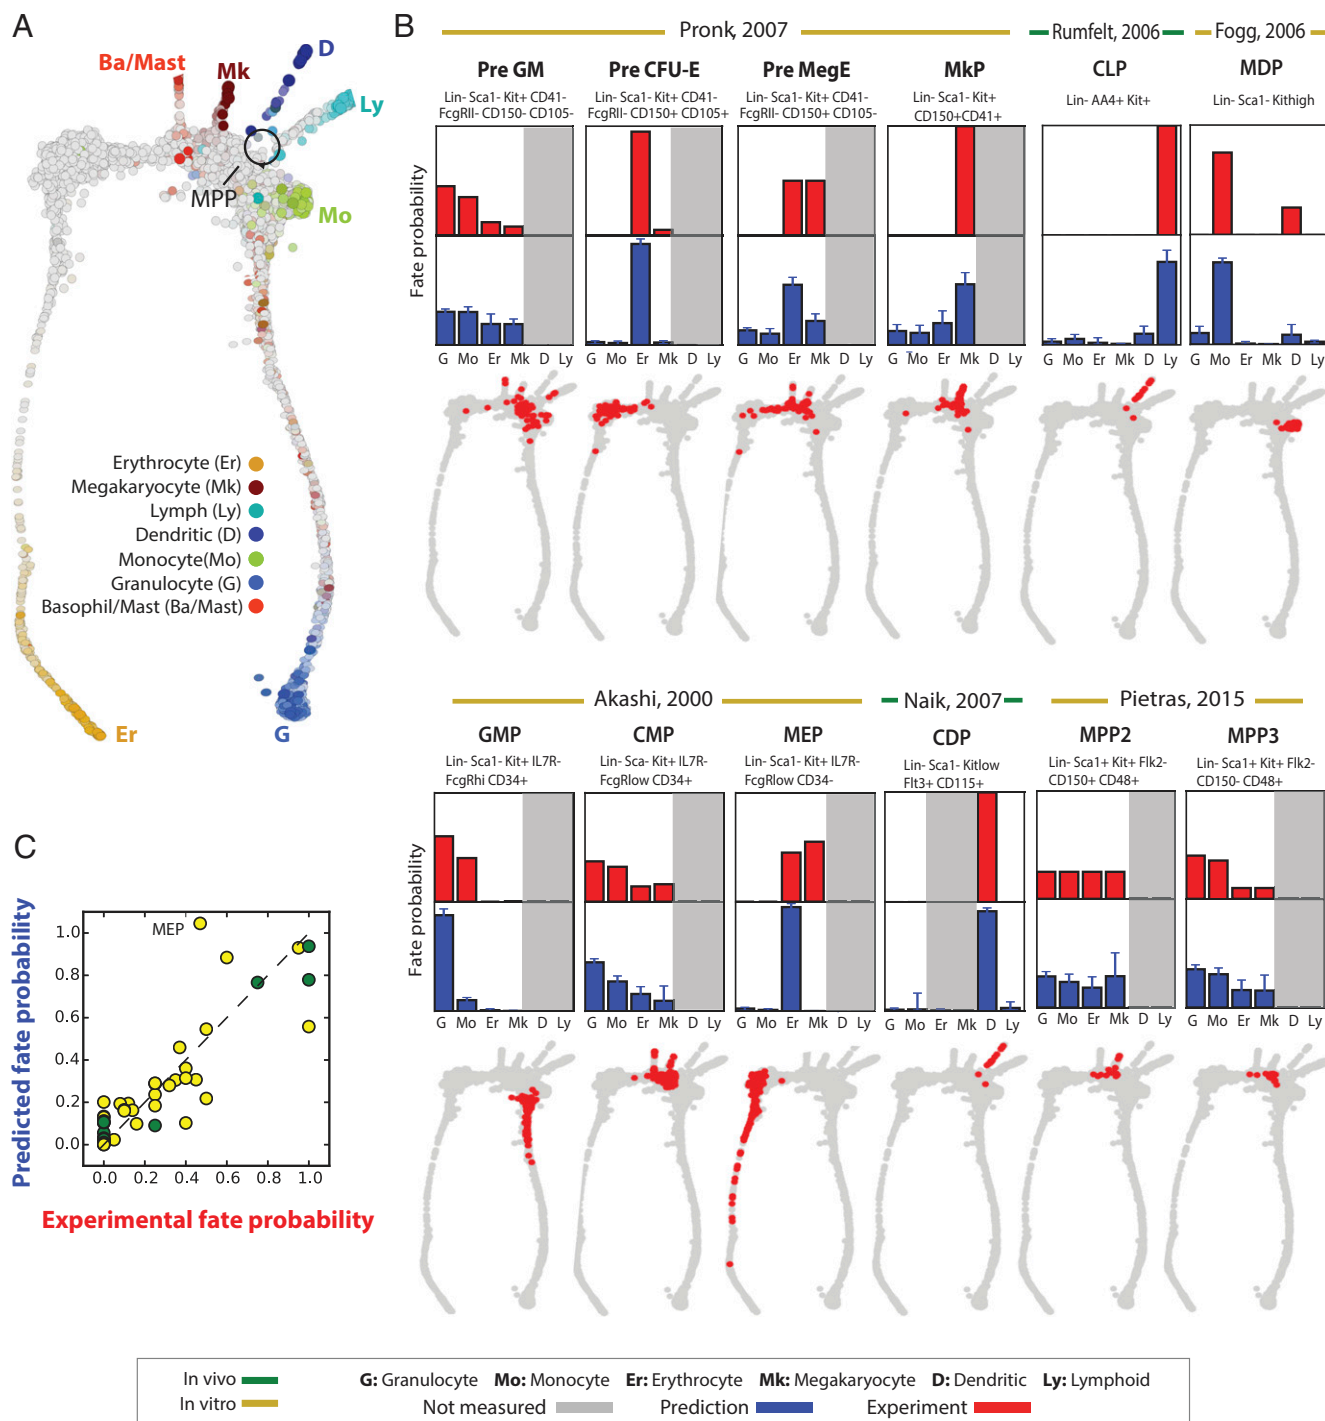 A
Ba/Mast
Mk
D
Ly
MPP
Mo
Erythrocyte (Er)
Megakaryocyte (Mk)
Lymph (Ly)
Dendritic (D)
Monocyte(Mo)
Granulocyte (G)
Basophil/Mast (Ba/Mast)
Er
G
B
Pronk, 2007
Rumfelt, 2006
Fogg, 2006
Pre GM
Lin- Sca1- Kit+ CD41-
FcgRII- CD150- CD105-
Pre CFU-E
Lin- Sca1- Kit+ CD41-
FcgRII- CD150+ CD105+
Pre MegE
Lin- Sca1- Kit+ CD41-
FcgRII- CD150+ CD105-
MkP
Lin- Sca1- Kit+
CD150+CD41+
CLP
Lin- AA4+ Kit+
MDP
Lin- Sca1- Kithigh
Fate probability
G Mo Er Mk D Ly
G Mo Er Mk D Ly
G Mo Er Mk D Ly
G Mo Er Mk D Ly
G Mo Er Mk D Ly
G Mo Er Mk D Ly
Akashi, 2000
Naik, 2007
Pietras, 2015
GMP
Lin- Sca1- Kit+ IL7R-
FcgRhi CD34+
CMP
Lin- Sca- Kit+ IL7R-
FcgRlow CD34+
MEP
Lin- Sca1- Kit+ IL7R-
FcgRlow CD34-
CDP
Lin- Sca1- Kitlow
Flt3+ CD115+
MPP2
Lin- Sca1+ Kit+ Flk2-
CD150+ CD48+
MPP3
Lin- Sca1+ Kit+ Flk2-
CD150- CD48+
Fate probability
G Mo Er Mk D Ly
G Mo Er Mk D Ly
G Mo Er Mk D Ly
G Mo Er Mk D Ly
G Mo Er Mk D Ly
G Mo Er Mk D Ly
C
Predicted fate probability
1.0
0.8
0.6
0.4
0.2
0.0
MEP
0.0 0.2 0.4 0.6 0.8 1.0
Experimental fate probability
In vivo
In vitro
G: Granulocyte Mo: Monocyte Er: Erythrocyte Mk: Megakaryocyte D: Dendritic Ly: Lymphoid
Not measured Prediction Experiment